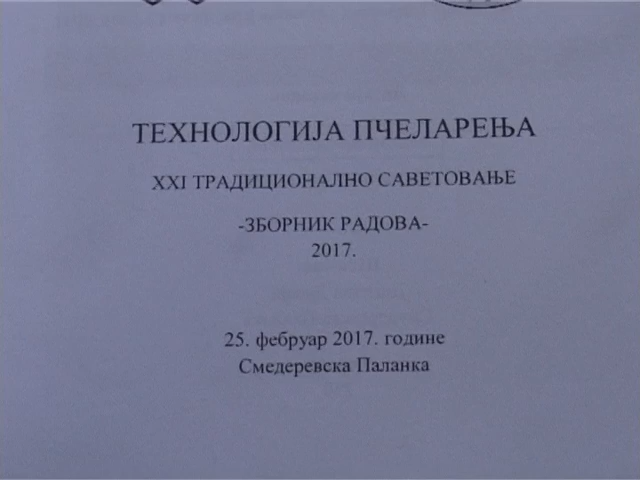 ТЕХНОЛОГИЈА ПЧЕЛАРЕЊА
XXI ТРАДИЦИОНАЛНО САВЕТОВАЊЕ
-ЗБОРНИК РАДОВА-
2017.
25. фебруар 2017. године
Смедеревска Паланка